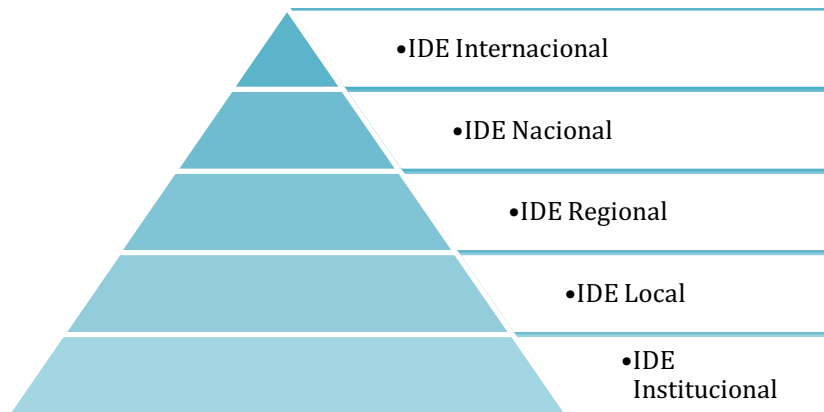 •IDE Internacional
•IDE Nacional
•IDE Regional
•IDE Local
•IDE
Institucional